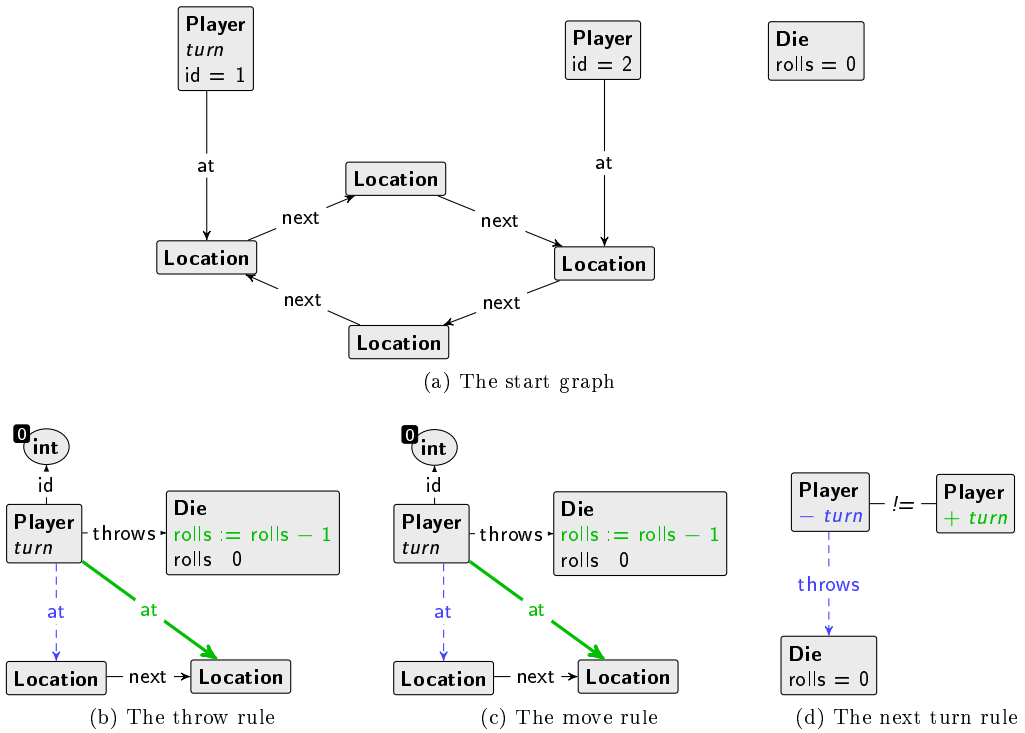 Player
turn
id = 1
Player
id = 2
Die
rolls = 0
at
at
Location
next
next
Location
Location
next
next
Location
(a) The start graph
0
int
id
Player
turn
throws
Die
rolls := rolls − 1
rolls 0
at
at
Location
next
Location
(b) The throw rule
0
int
id
Player
turn
throws
Die
rolls := rolls − 1
rolls 0
at
at
Location
next
Location
(c) The move rule
Player
− turn
!=
Player
+ turn
throws
Die
rolls = 0
(d) The next turn rule